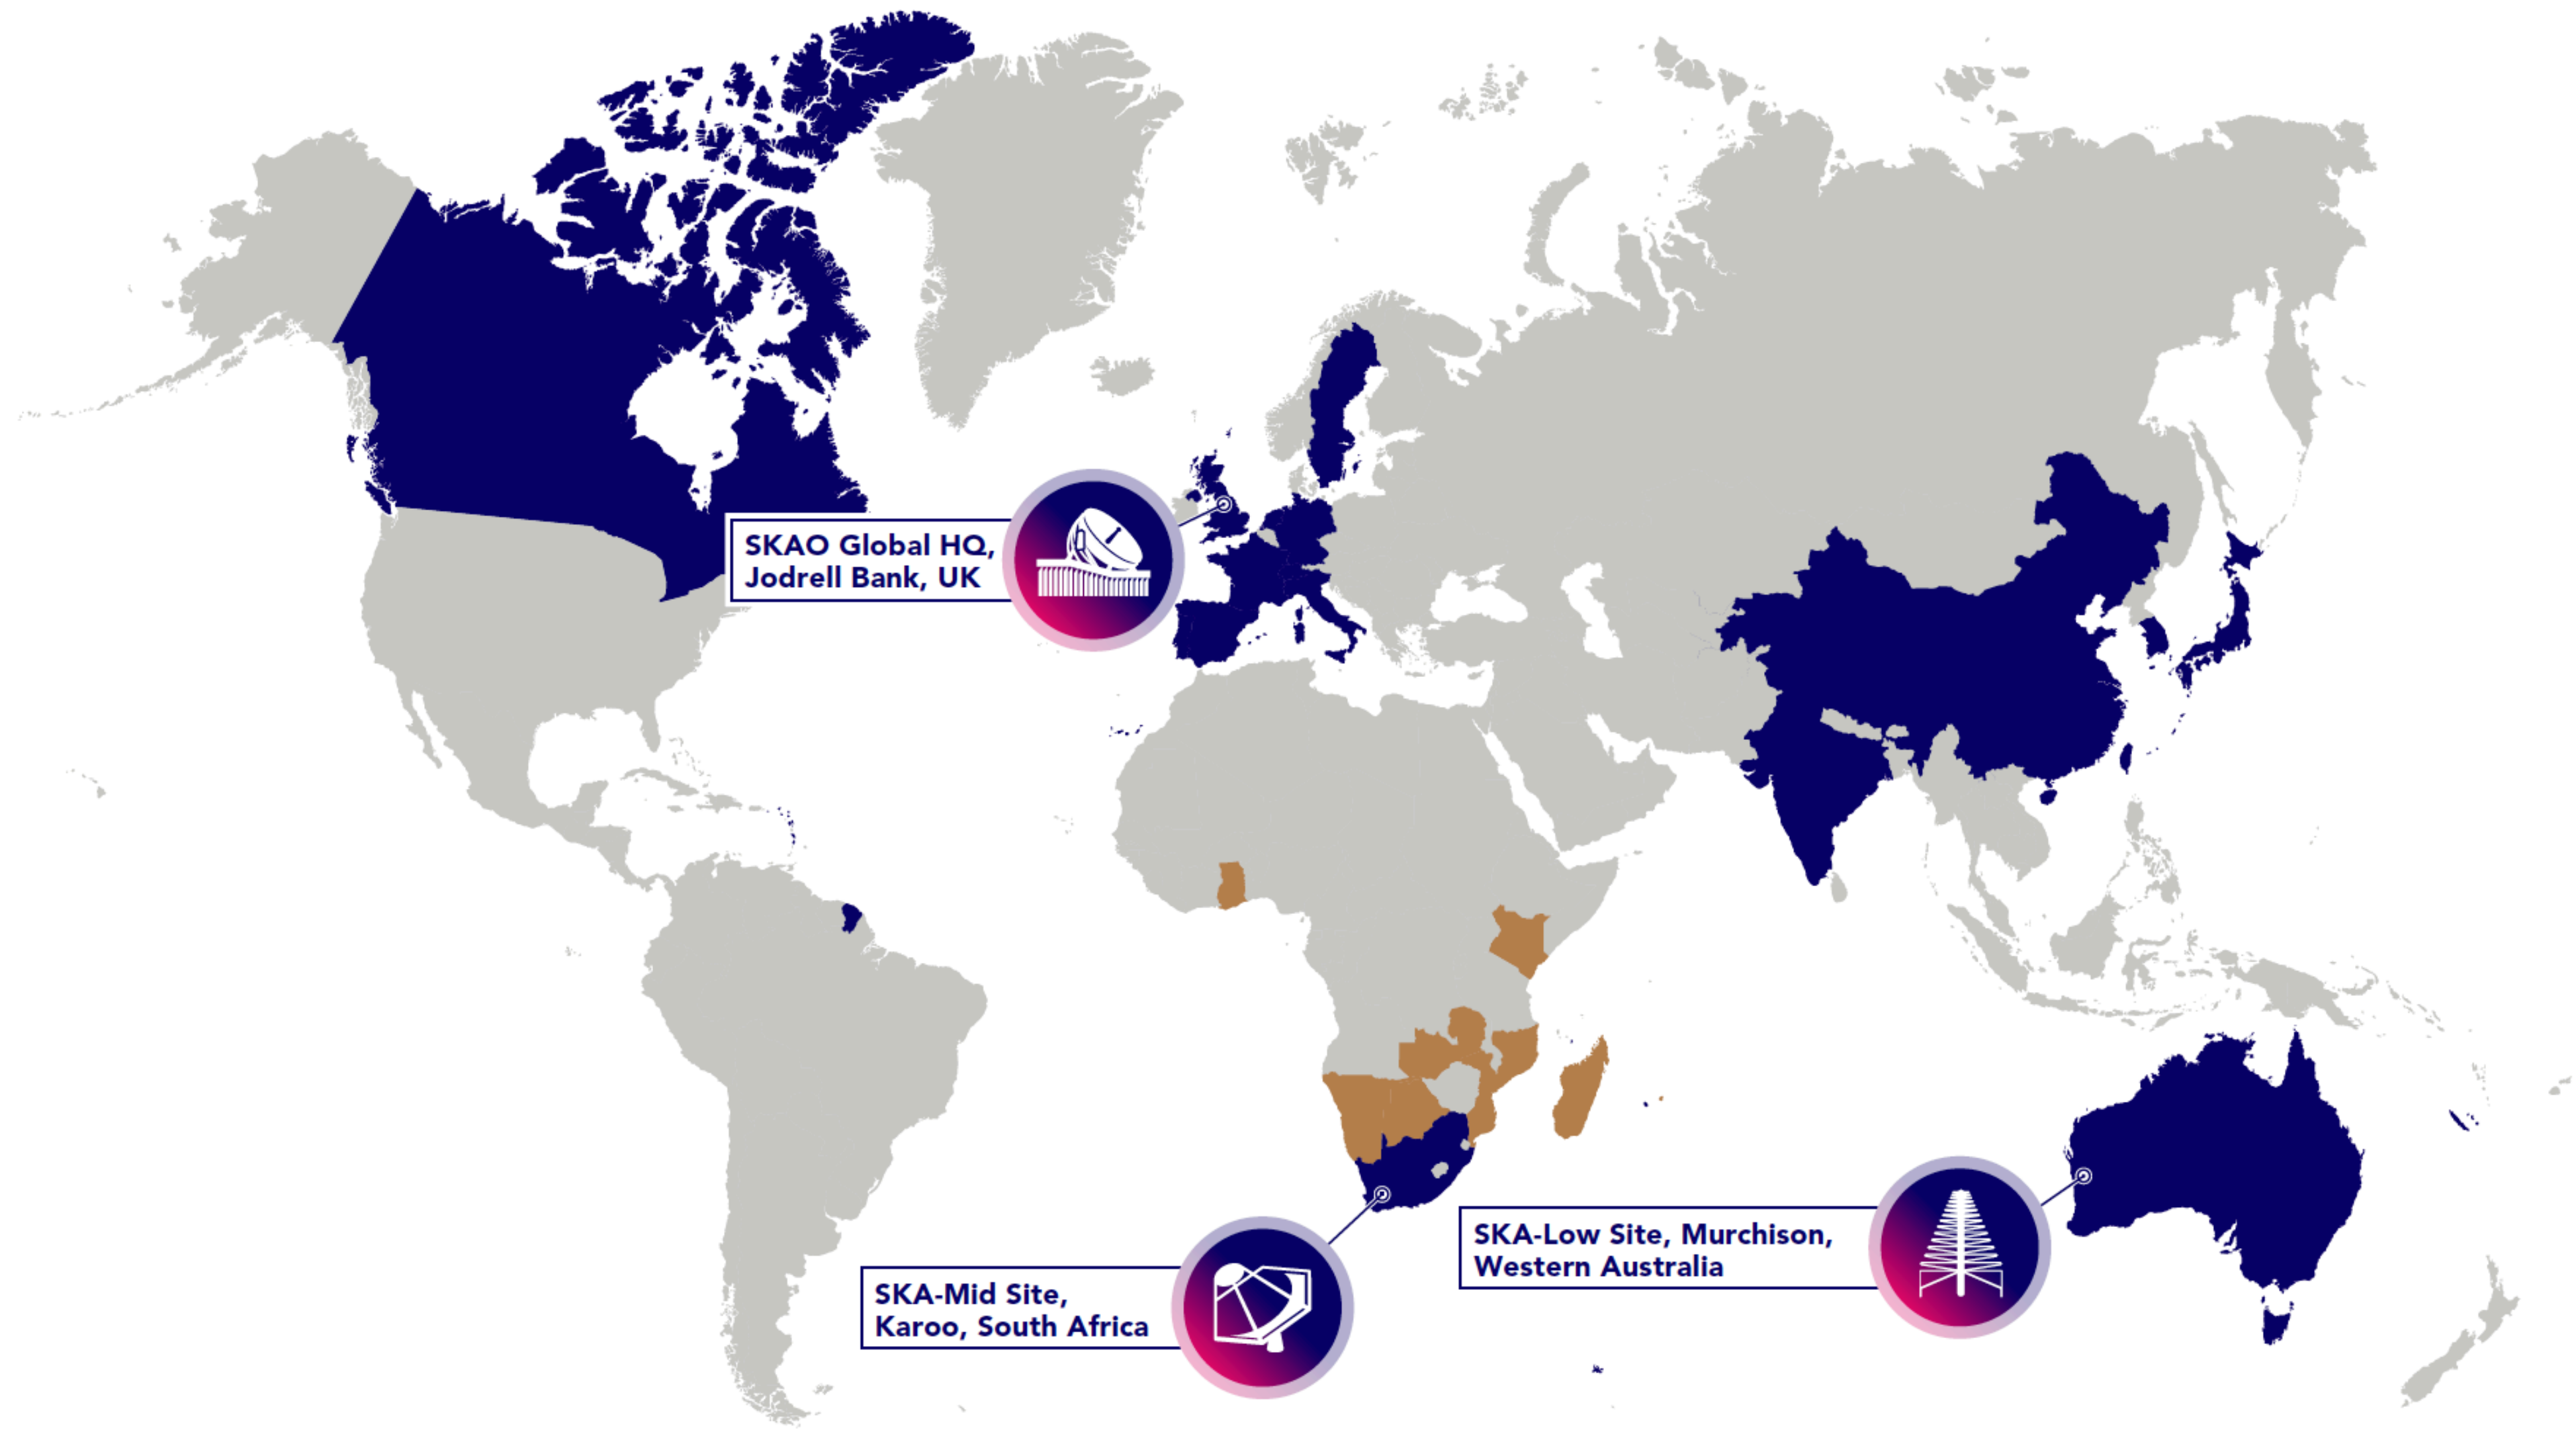 SKAO Global HQ,
Jodrell Bank, UK
SKA-Mid Site,
Karoo, South Africa
SKA-Low Site, Murchison,
Western Australia